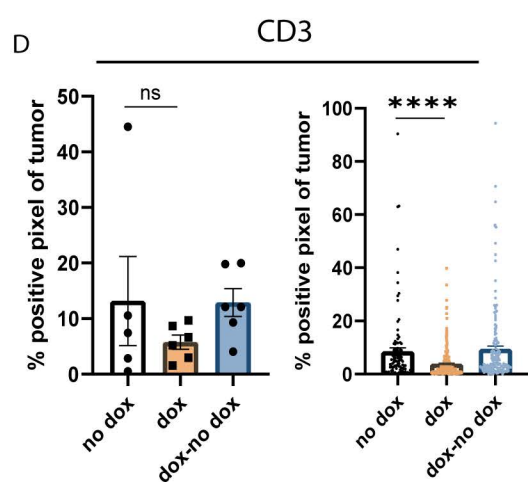 D
CD3
% positive pixel of tumor
50
40
30
20
10
0
ns
no dox
dox
dox-no dox
% positive pixel of tumor
100
80
60
40
20
0
****
no dox
dox
dox-no dox